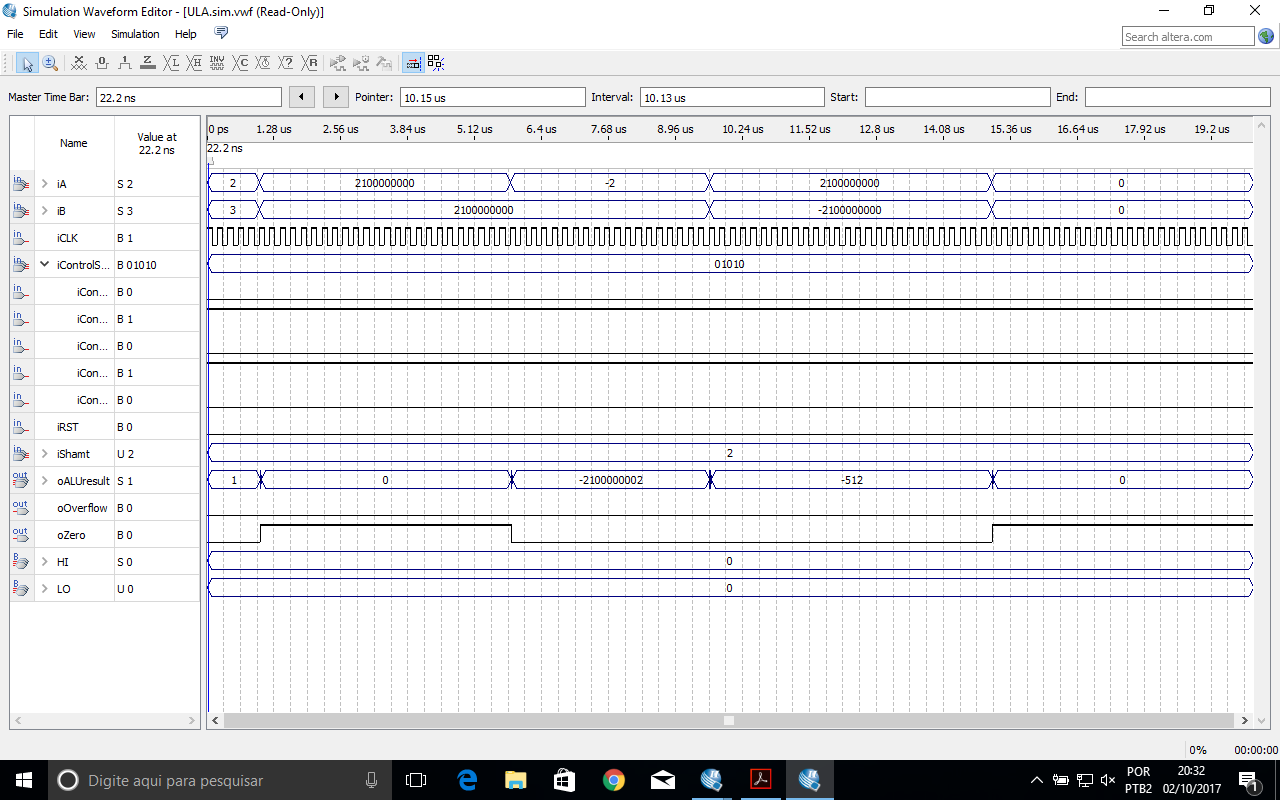 Simulation Waveform Editor - [ULA.sim.vwf (Read-Only)]
File Edit View Simulation Help
Search altera.com
Master Time Bar: 22.2 ns Pointer: 10.15 us Interval: 10.13 us Start: End:
Name Value at 22.2 ns
0 ps 1.28 us 2.56 us 3.84 us 5.12 us 6.4 us 7.68 us 8.96 us 10.24 us 11.52 us 12.8 us 14.08 us 15.36 us 16.64 us 17.92 us 19.2 us
22.2 ns
iA S 2 2 2100000000 -2 2100000000 0
iB S 3 3 2100000000 -2100000000 0
iCLK B 1
iControlS... B 01010 01010
iCon... B 0
iCon... B 1
iCon... B 0
iCon... B 1
iCon... B 0
iRST B 0
iShamt U 2 2
oALUresult S 1 1 0 -2100000002 -512 0
oOverflow B 0
oZero B 0
HI S 0 0
LO U 0 0
0% 00:00:00
Digite aqui para pesquisar
POR
PTB2
20:32
02/10/2017
1